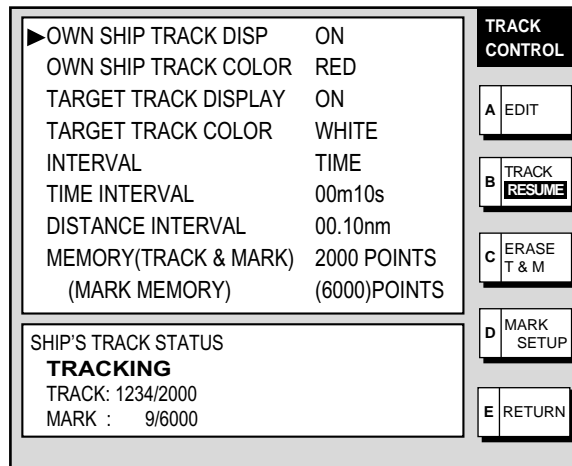 ▶OWN SHIP TRACK DISP ON
OWN SHIP TRACK COLOR RED
TARGET TRACK DISPLAY ON
TARGET TRACK COLOR WHITE
INTERVAL TIME
TIME INTERVAL 00m10s
DISTANCE INTERVAL 00.10nm
MEMORY(TRACK & MARK) 2000 POINTS
(MARK MEMORY) (6000)POINTS
SHIP'S TRACK STATUS
TRACKING
TRACK: 1234/2000
MARK : 9/6000
TRACK
CONTROL
A EDIT
B TRACK
RESUME
C ERASE
T & M
D MARK
SETUP
E RETURN